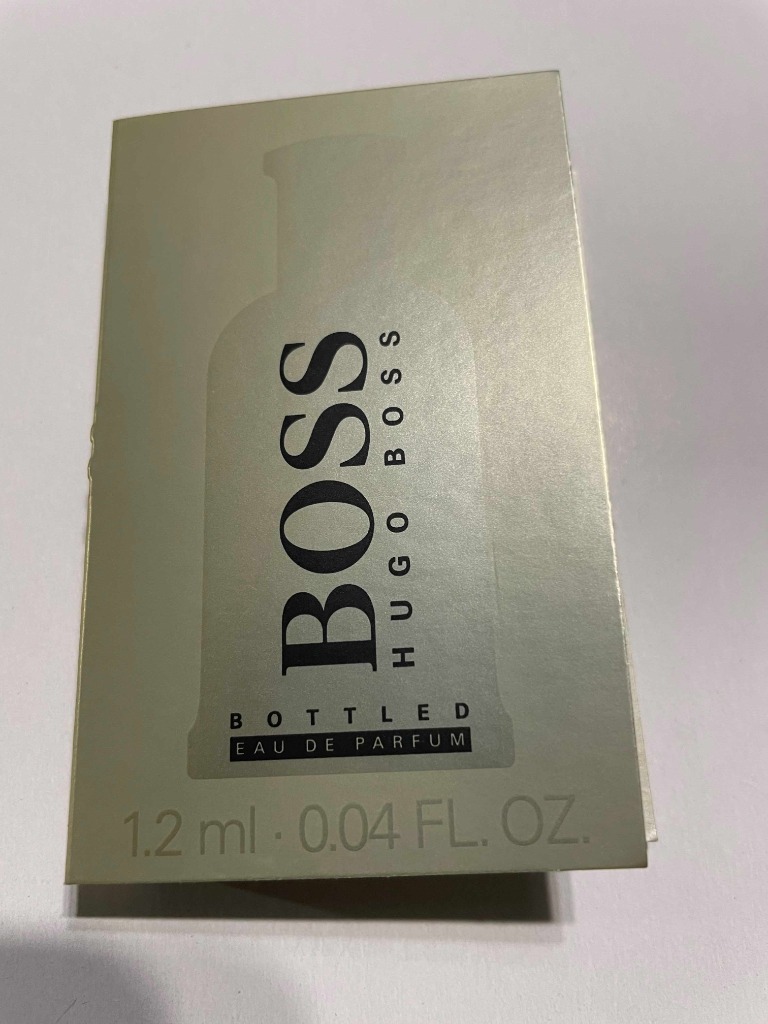 BOSS
HUGO BOSS
BOTTLED
EAU DE PARFUM
1.2 ml · 0.04 FL. OZ.